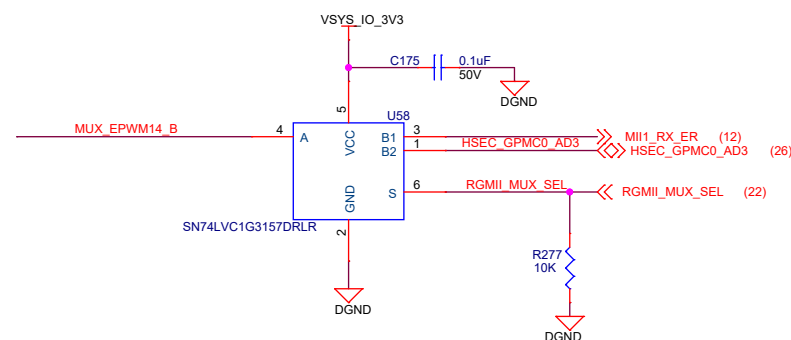 VSYS_IO_3V3
C175
0.1uF
50V
DGND
5
U58
MUX_EPWM14_B
4
A
VCC
B1
3
MII1_RX_ER (12)
B2
1
HSEC_GPMC0_AD3
HSEC_GPMC0_AD3 (26)
GND
S
6
RGMII_MUX_SEL
RGMII_MUX_SEL (22)
SN74LVC1G3157DRLR
2
R277
10K
DGND
DGND